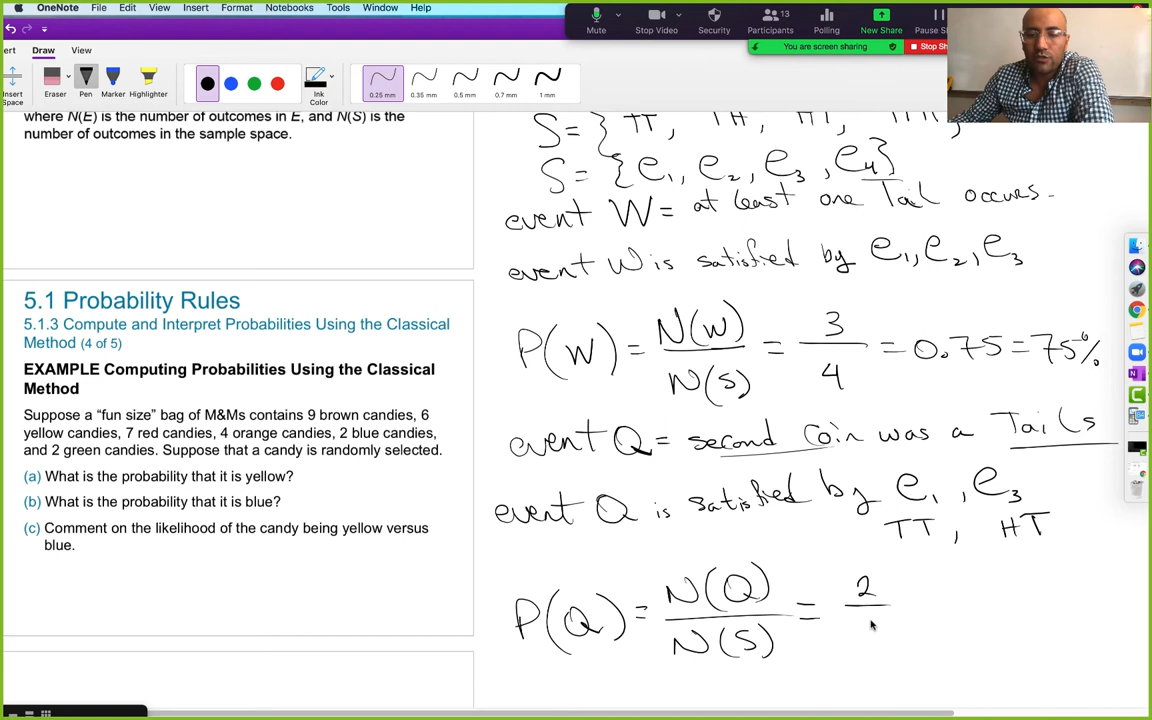 OneNote File Edit View Insert Format Notebooks Tools Window Help
Mute Stop Video Security 13 Participants Polling New Share Pause
You are screening sharing Stop Sh
Draw View
Insert Space Eraser Pen Marker Highlighter Ink Color 0.25 mm 0.35 mm 0.5 mm 0.7 mm 1 mm
where N(E) is the number of outcomes in E, and N(S) is the
number of outcomes in the sample space.
5.1 Probability Rules
5.1.3 Compute and Interpret Probabilities Using the Classical
Method (4 of 5)
EXAMPLE Computing Probabilities Using the Classical
Method
Suppose a “fun size” bag of M&Ms contains 9 brown candies, 6
yellow candies, 7 red candies, 4 orange candies, 2 blue candies,
and 2 green candies. Suppose that a candy is randomly selected.
(a) What is the probability that it is yellow?
(b) What is the probability that it is blue?
(c) Comment on the likelihood of the candy being yellow versus
blue.
S = { TT, TH, HT, HH }
S = { e1, e2, e3, e4 }
event W = at least one Tail occurs.
event W is satisfied by e1, e2, e3
P(W) = N(W) / N(S) = 3 / 4 = 0.75 = 75%
event Q = second coin was a Tails
event Q is satisfied by e1, e3
TT, HT
P(Q) = N(Q) / N(S) = 2